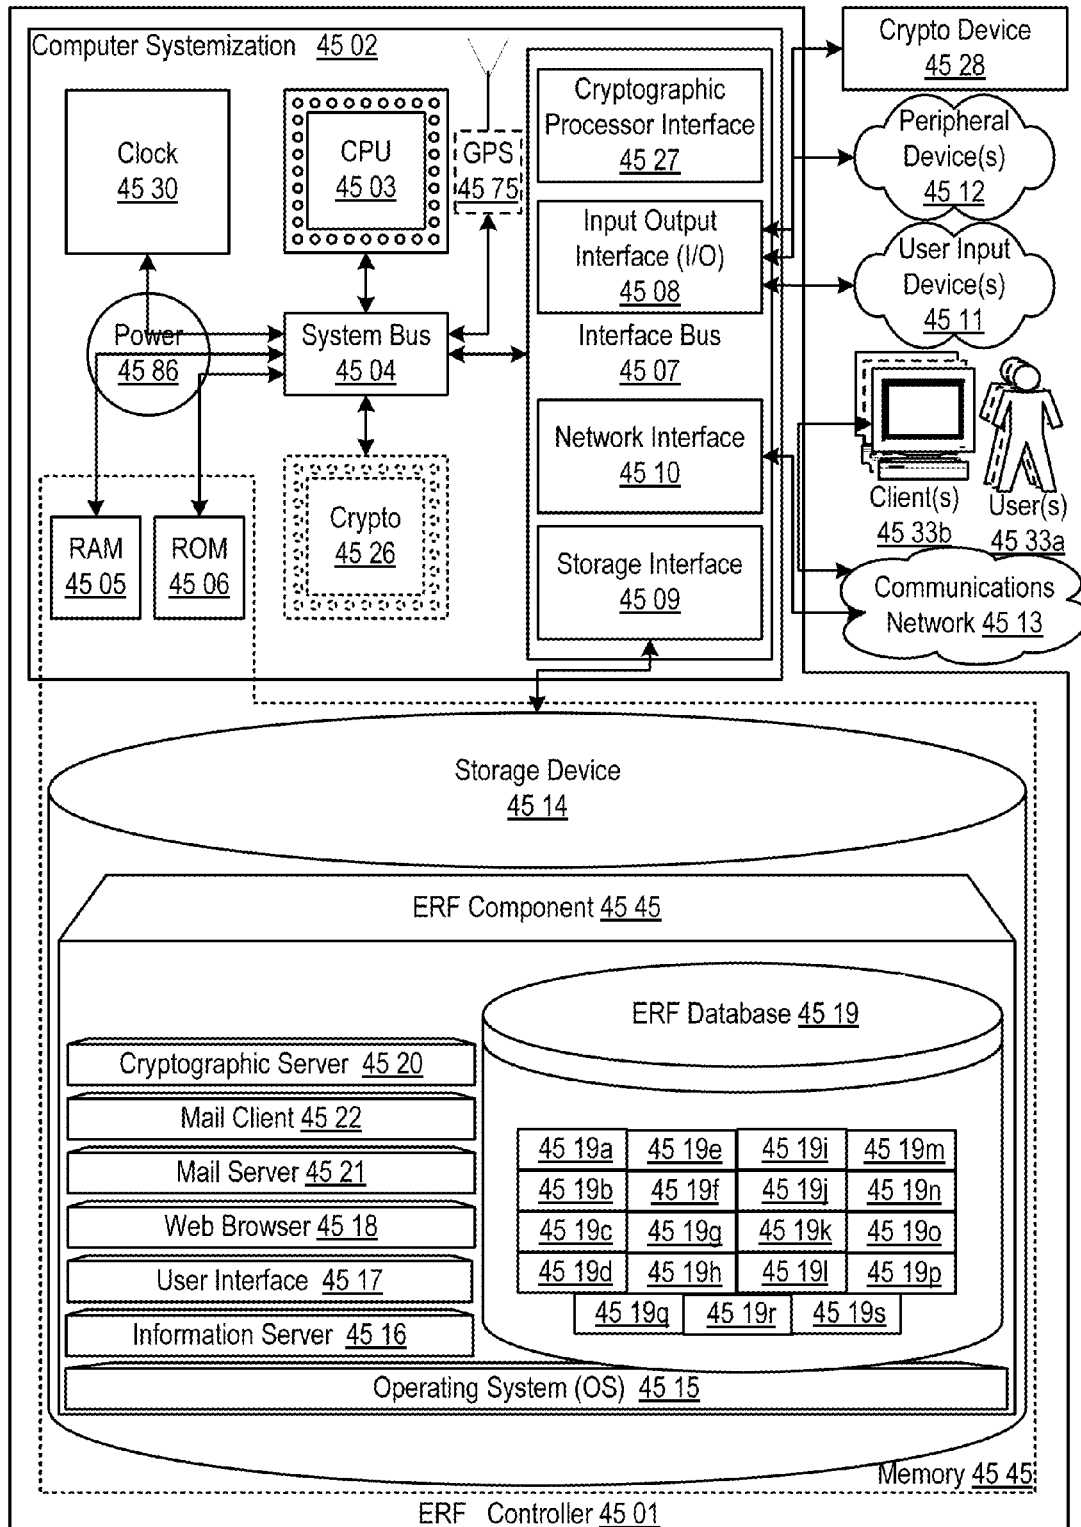 Computer Systemization 45 02
Clock
45 30
CPU
45 03
GPS
45 75
Cryptographic
Processor Interface
45 27
Input Output
Interface (I/O)
45 08
Interface Bus
45 07
Network Interface
45 10
Storage Interface
45 09
Power
45 86
System Bus
45 04
RAM
45 05
ROM
45 06
Crypto
45 26
Crypto Device
45 28
Peripheral
Device(s)
45 12
User Input
Device(s)
45 11
Client(s)
45 33b
User(s)
45 33a
Communications
Network 45 13
Storage Device
45 14
ERF Component 45 45
ERF Database 45 19
Cryptographic Server 45 20
Mail Client 45 22
Mail Server 45 21
Web Browser 45 18
User Interface 45 17
Information Server 45 16
45 19a 45 19e 45 19i 45 19m
45 19b 45 19f 45 19j 45 19n
45 19c 45 19g 45 19k 45 19o
45 19d 45 19h 45 19l 45 19p
45 19q 45 19r 45 19s
Operating System (OS) 45 15
Memory 45 45
ERF Controller 45 01